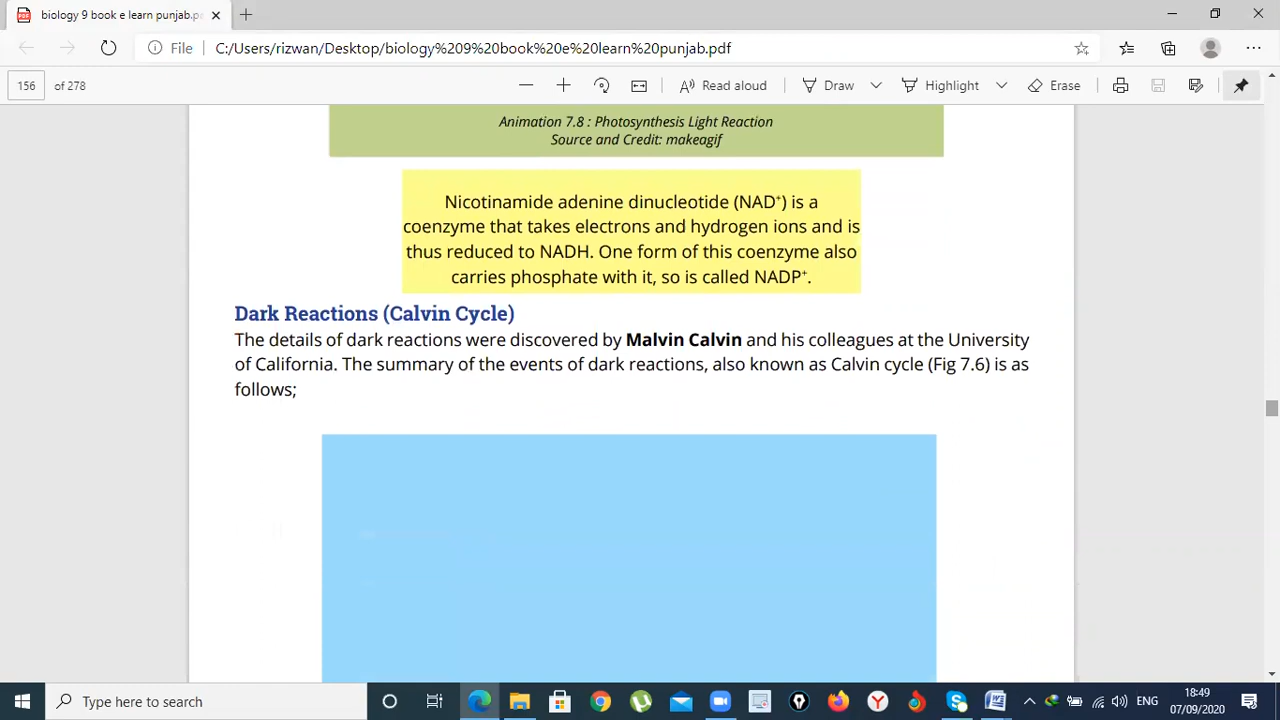 biology 9 book e learn punjab.p
File
C:/Users/rizwan/Desktop/biology%209%20book%20e%20learn%20punjab.pdf
156 of 278
Read aloud
Draw
Highlight
Erase
Animation 7.8 : Photosynthesis Light Reaction
Source and Credit: makeagif
Nicotinamide adenine dinucleotide (NAD⁺) is a
coenzyme that takes electrons and hydrogen ions and is
thus reduced to NADH. One form of this coenzyme also
carries phosphate with it, so is called NADP⁺.
Dark Reactions (Calvin Cycle)
The details of dark reactions were discovered by Malvin Calvin and his colleagues at the University
of California. The summary of the events of dark reactions, also known as Calvin cycle (Fig 7.6) is as
follows;
Type here to search
ENG
18:49
07/09/2020